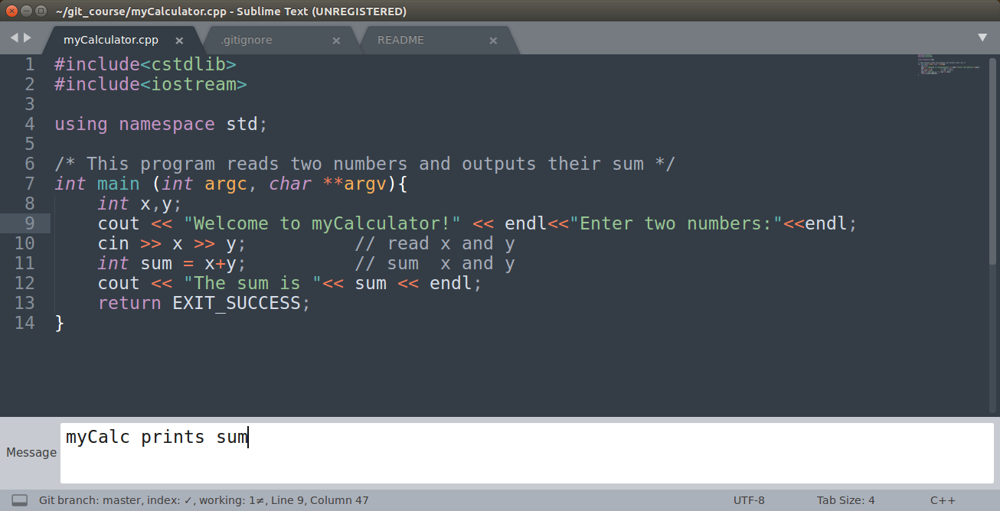 ~/git_course/myCalculator.cpp - Sublime Text (UNREGISTERED)
myCalculator.cpp × .gitignore × README ×
1 #include<cstdlib>
2 #include<iostream>
3
4 using namespace std;
5
6 /* This program reads two numbers and outputs their sum */
7 int main (int argc, char **argv){
8     int x,y;
9     cout << "Welcome to myCalculator!" << endl<<"Enter two numbers:"<<endl;
10     cin >> x >> y;          // read x and y
11     int sum = x+y;          // sum  x and y
12     cout << "The sum is "<< sum << endl;
13     return EXIT_SUCCESS;
14 }
Message myCalc prints sum
Git branch: master, index: ✓, working: 1≠, Line 9, Column 47 UTF-8 Tab Size: 4 C++